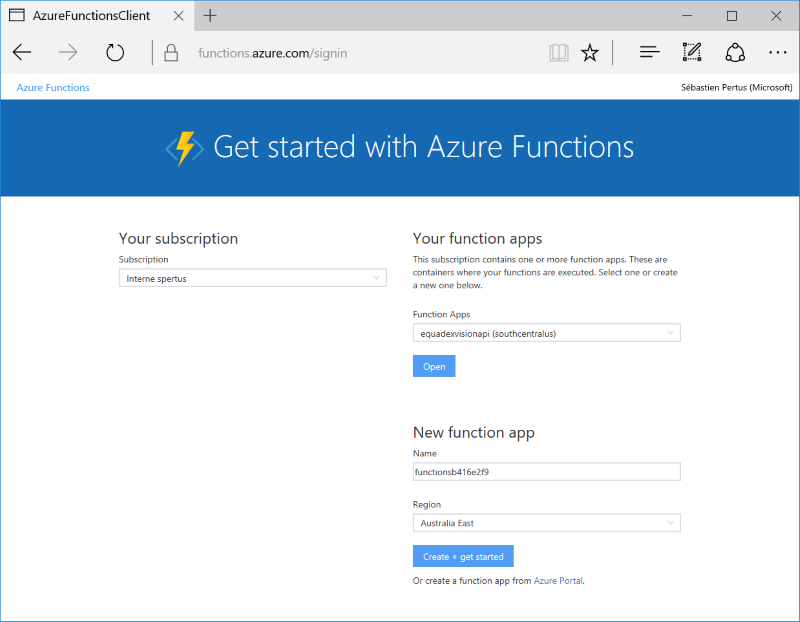 AzureFunctionsClient
functions.azure.com/signin
Azure Functions
Sébastien Pertus (Microsoft)
Get started with Azure Functions
Your subscription
Subscription
Interne spertus
Your function apps
This subscription contains one or more function apps. These are
containers where your functions are executed. Select one or create
a new one below.
Function Apps
equadexvisionapi (southcentralus)
Open
New function app
Name
functionsb416e2f9
Region
Australia East
Create + get started
Or create a function app from Azure Portal.